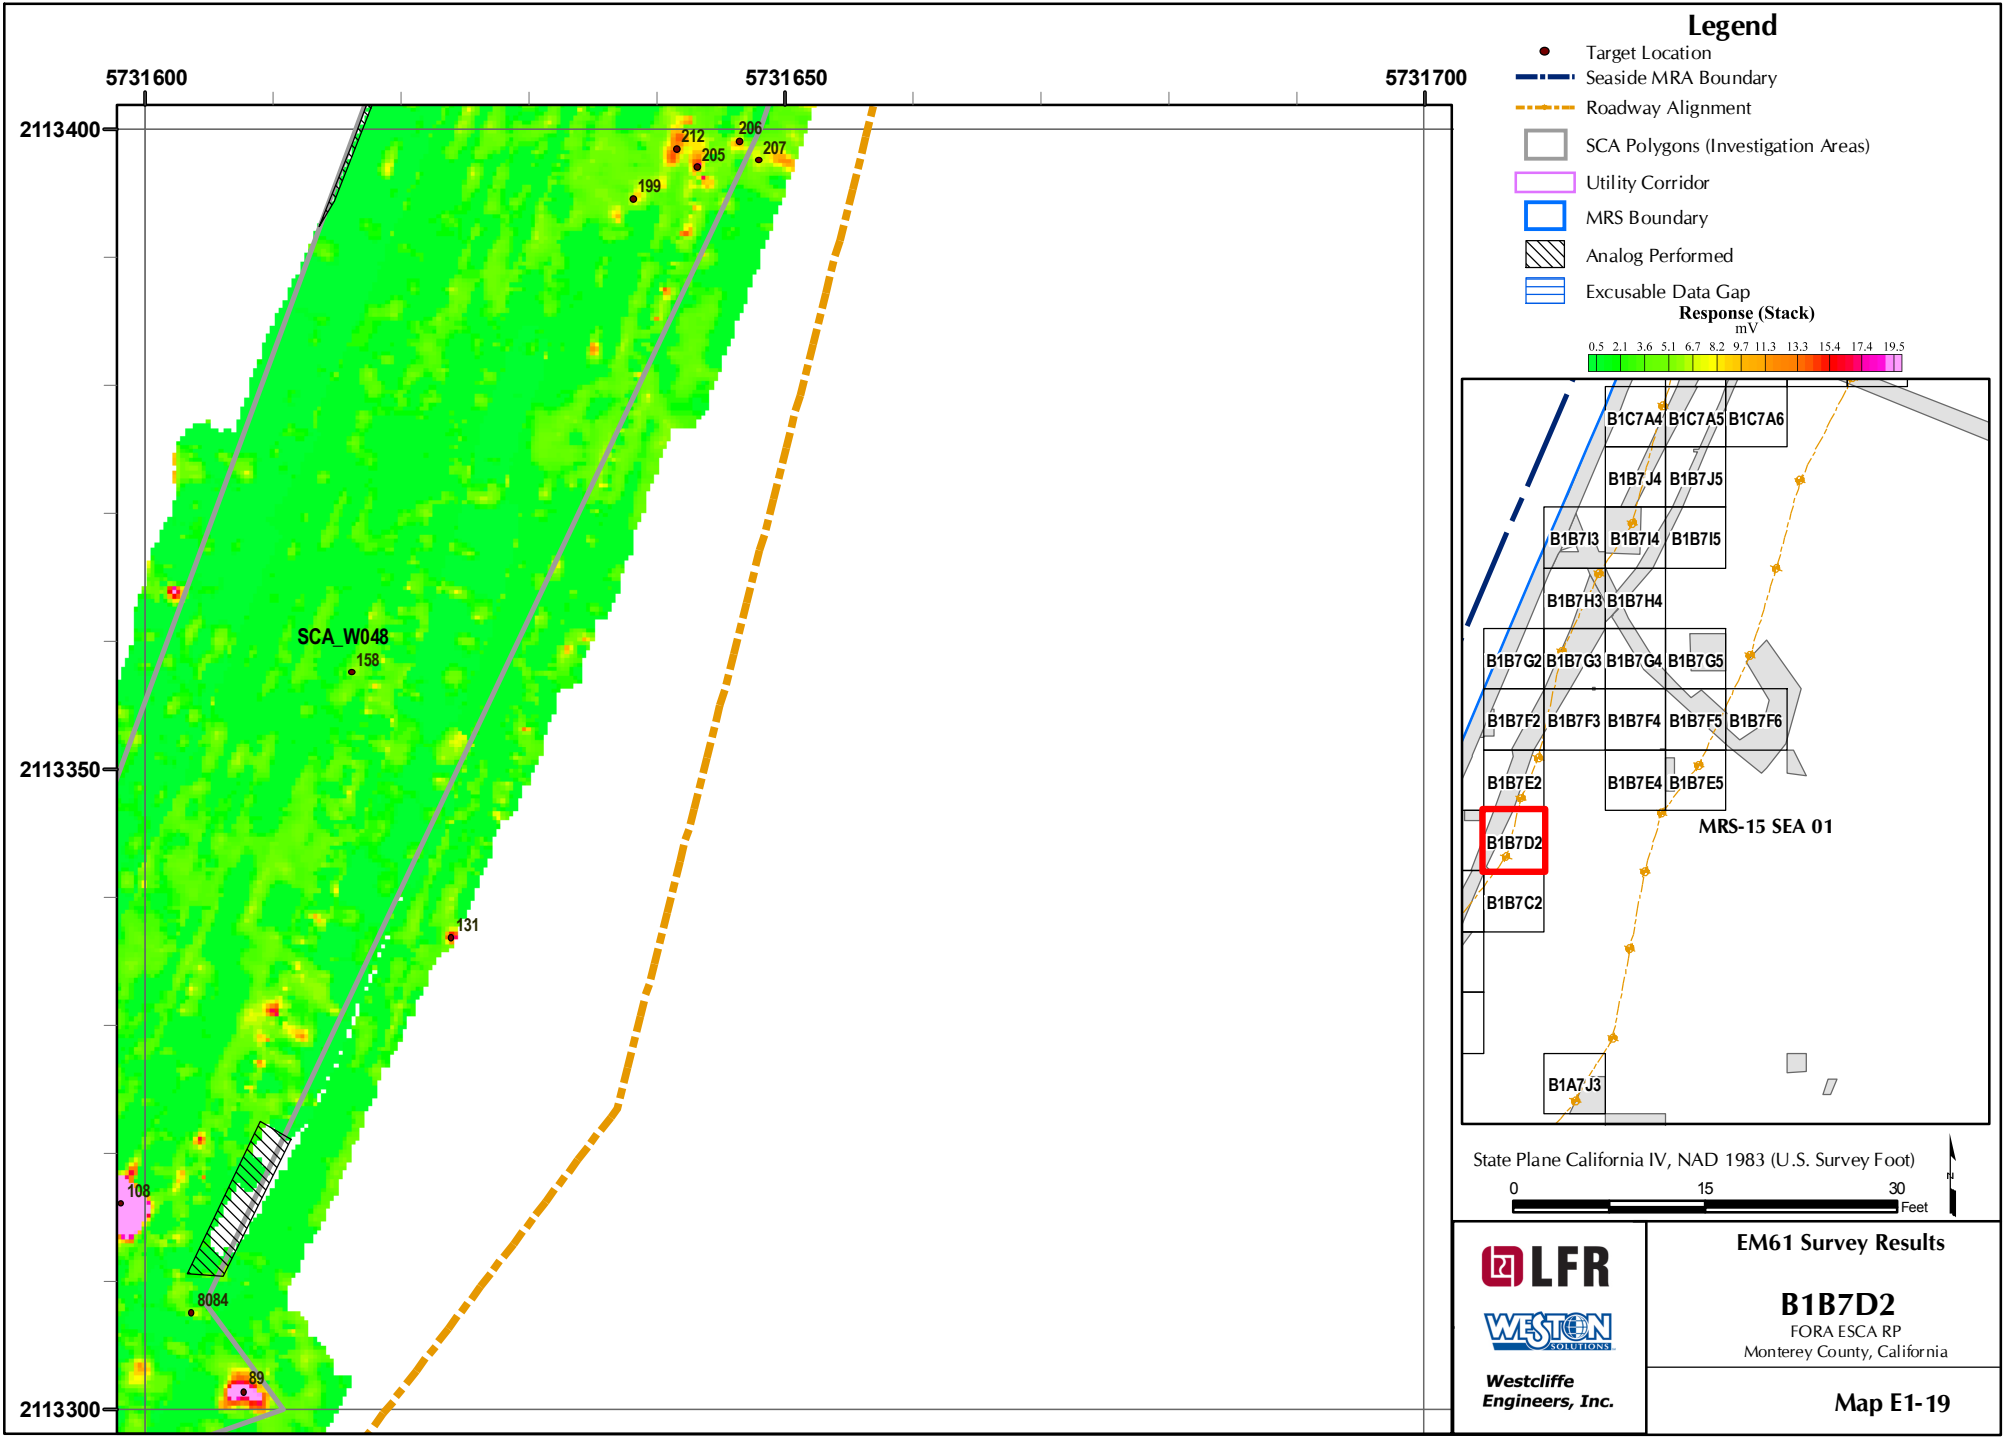 5731600
5731650
5731700
2113400
2113350
2113300
212
206
205
207
199
SCA_W048
158
131
108
8084
89
Legend
Target Location
Seaside MRA Boundary
Roadway Alignment
SCA Polygons (Investigation Areas)
Utility Corridor
MRS Boundary
Analog Performed
Excusable Data Gap
Response (Stack)
mV
0.5 2.1 3.6 5.1 6.7 8.2 9.7 11.3 13.3 15.4 17.4 19.5
B1C7A4 B1C7A5 B1C7A6
B1B7J4 B1B7J5
B1B7I3 B1B7I4 B1B7I5
B1B7H3 B1B7H4
B1B7G2 B1B7G3 B1B7G4 B1B7G5
B1B7F2 B1B7F3 B1B7F4 B1B7F5 B1B7F6
B1B7E2 B1B7E4 B1B7E5
MRS-15 SEA 01
B1B7D2
B1B7C2
B1A7J3
State Plane California IV, NAD 1983 (U.S. Survey Foot)
0 15 30
Feet
N
LFR
WESTON
SOLUTIONS
Westcliffe
Engineers, Inc.
EM61 Survey Results
B1B7D2
FORA ESCA RP
Monterey County, California
Map E1-19